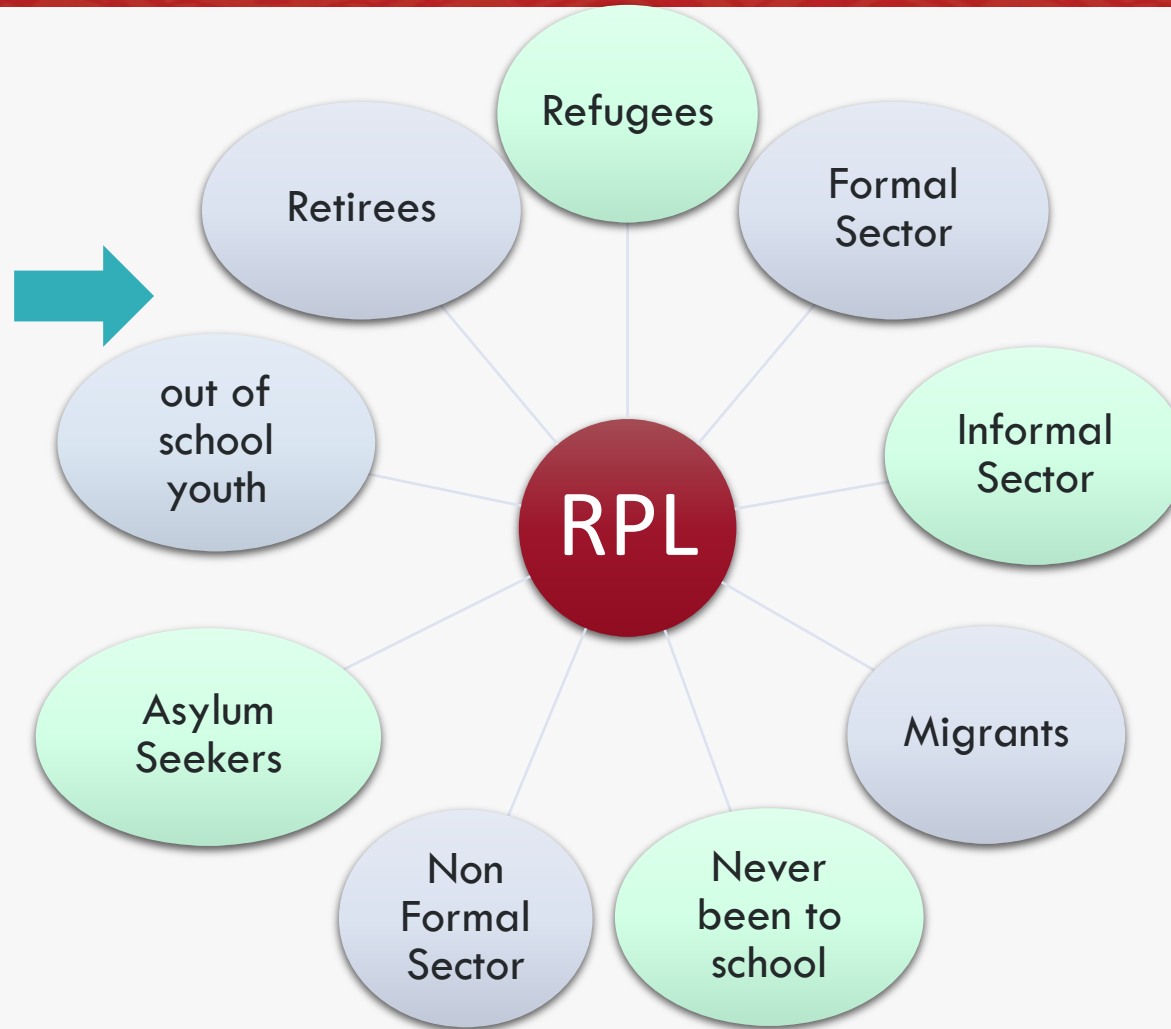 Refugees
Formal
Sector
Informal
Sector
Migrants
Never
been to
school
Non
Formal
Sector
Asylum
Seekers
out of
school
youth
Retirees
RPL